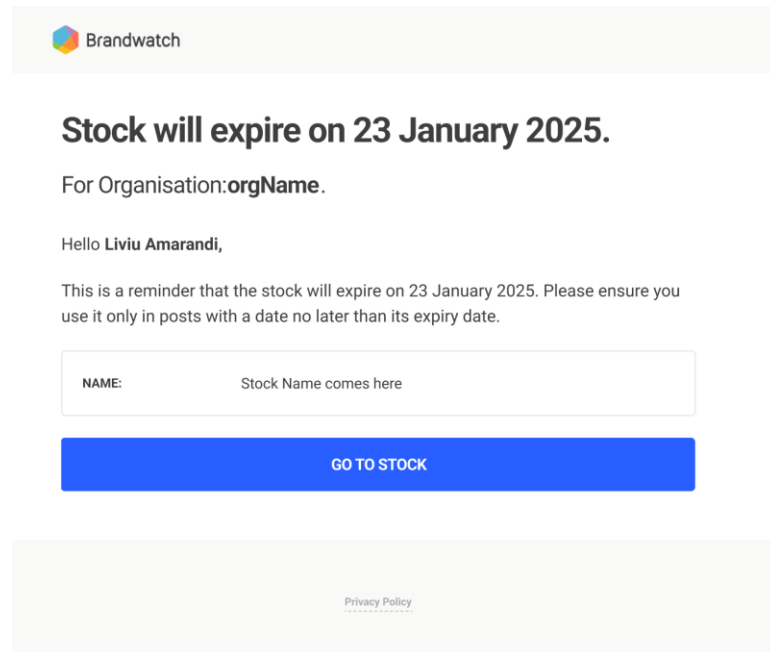 Brandwatch
Stock will expire on 23 January 2025.
For Organisation:orgName.
Hello Liviu Amarandi,
This is a reminder that the stock will expire on 23 January 2025. Please ensure you
use it only in posts with a date no later than its expiry date.
NAME: Stock Name comes here
GO TO STOCK
Privacy Policy